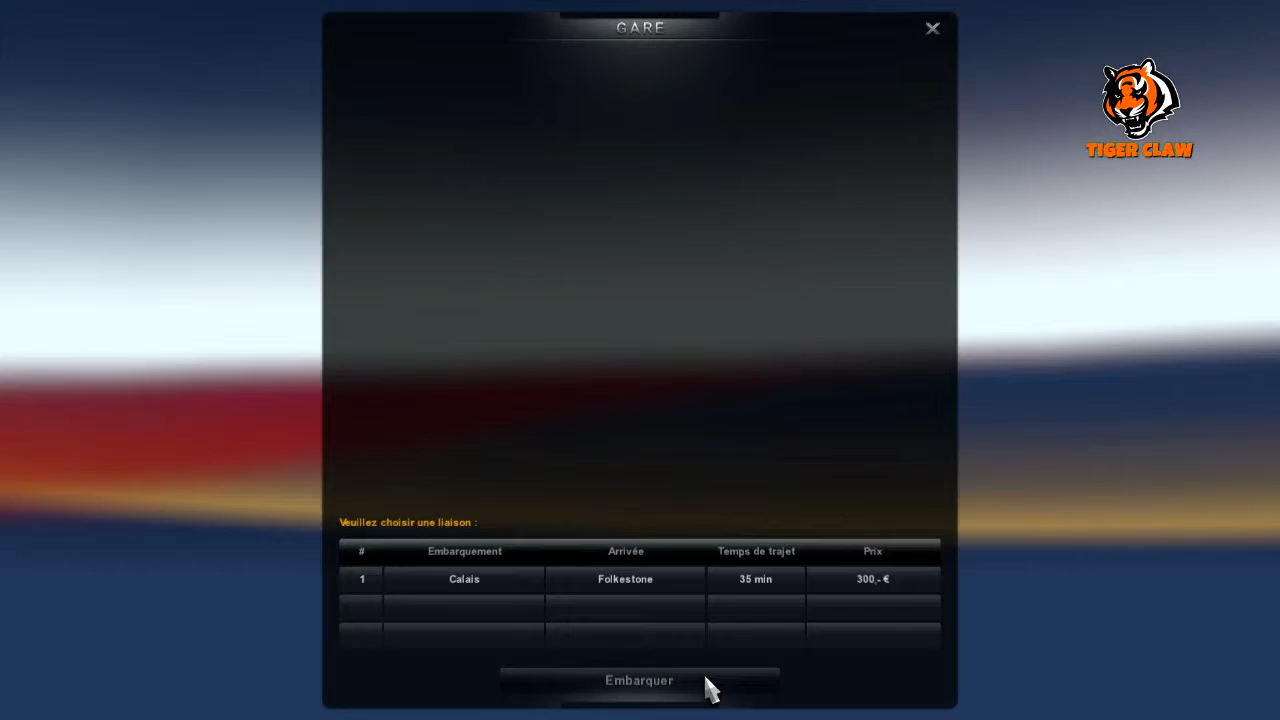 GARE
TIGER CLAW
Veuillez choisir une liaison :
# Embarquement Arrivée Temps de trajet Prix
1 Calais Folkestone 35 min 300,- €
Embarquer